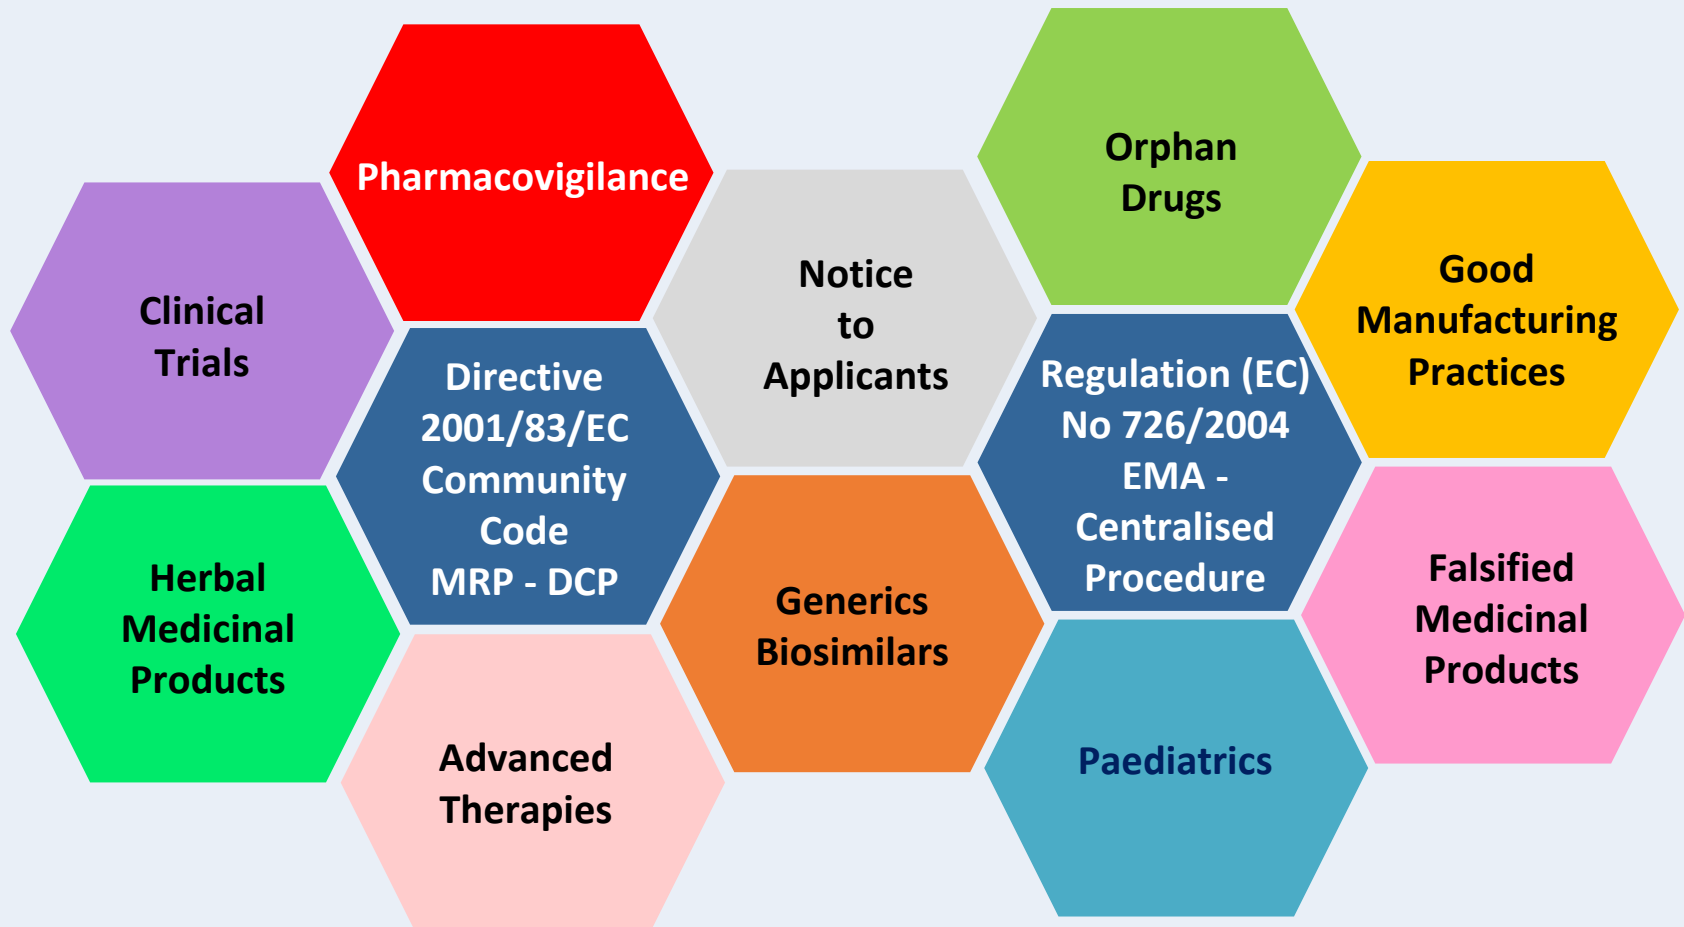 Pharmacovigilance
Orphan
Drugs
Clinical
Trials
Notice
to
Applicants
Good
Manufacturing
Practices
Directive
2001/83/EC
Community
Code
MRP - DCP
Regulation (EC)
No 726/2004
EMA -
Centralised
Procedure
Herbal
Medicinal
Products
Generics
Biosimilars
Falsified
Medicinal
Products
Advanced
Therapies
Paediatrics